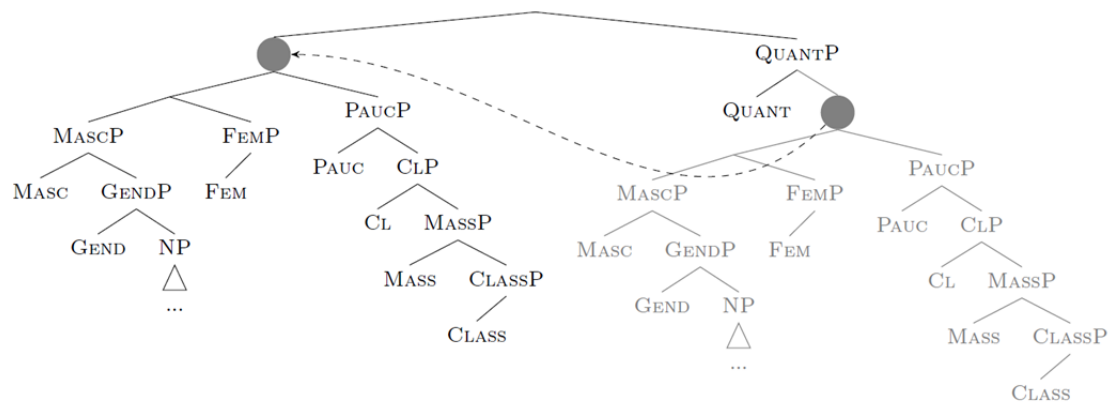 QUANTP
QUANT
PAUCP
MASCP FEMP
PAUC CLP
MASC GENDP FEM
CL MASSP
GEND NP
MASS CLASSP
...
CLASS
PAUCP
MASCP FEMP
PAUC CLP
MASC GENDP FEM
CL MASSP
GEND NP
MASS CLASSP
...
CLASS